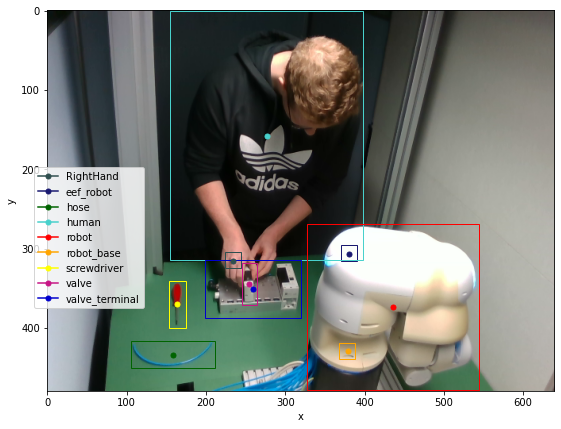 0
100
200
300
400
y
RightHand
eef_robot
hose
human
robot
robot_base
screwdriver
valve
valve_terminal
adidas
0
100
200
300
400
500
600
x